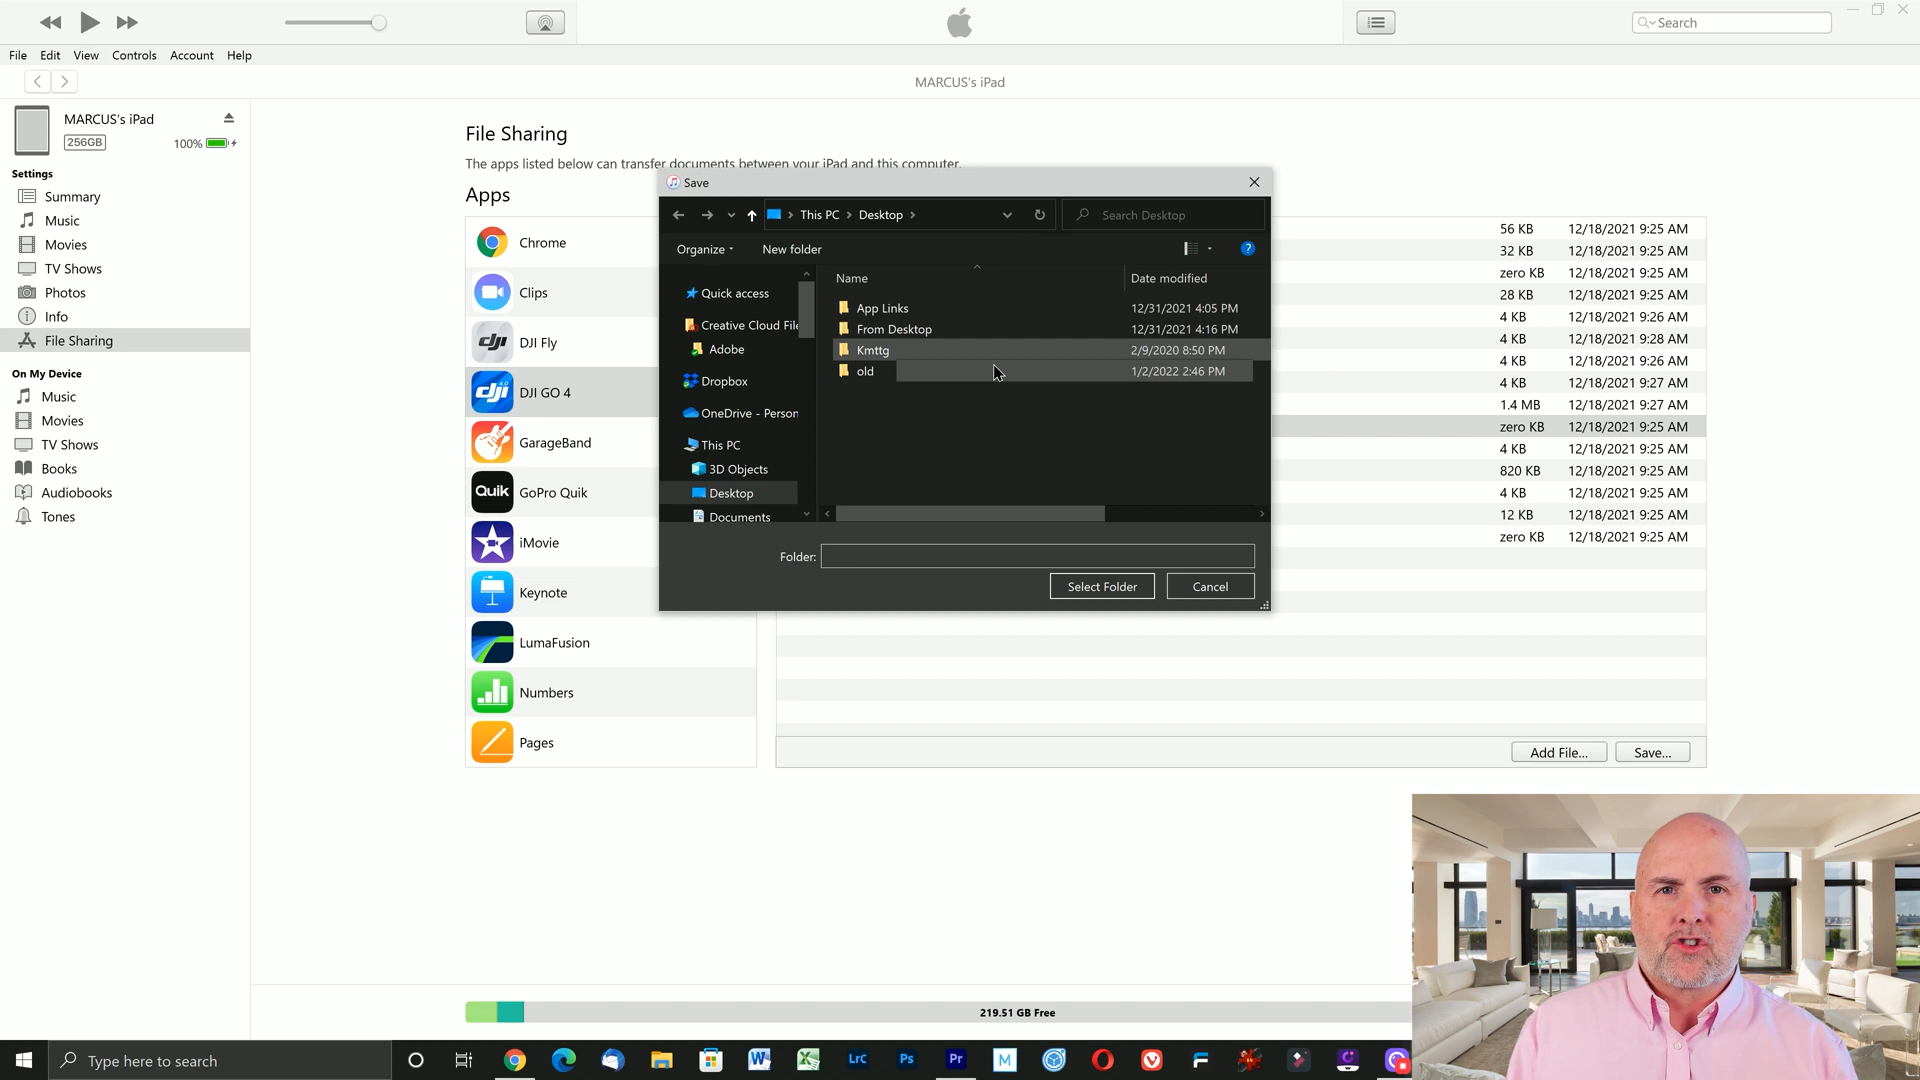 Search
File Edit View Controls Account Help
MARCUS's iPad
MARCUS's iPad
256GB
100%
Settings
Summary
Music
Movies
TV Shows
Photos
Info
File Sharing
On My Device
Music
Movies
TV Shows
Books
Audiobooks
Tones
File Sharing
The apps listed below can transfer documents between your iPad and this computer.
Apps
Chrome
Clips
DJI Fly
DJI GO 4
GarageBand
Quik
GoPro Quik
iMovie
Keynote
LumaFusion
Numbers
Pages
Save
This PC > Desktop >
Search Desktop
Organize
New folder
?
Quick access
Creative Cloud File
Adobe
Dropbox
OneDrive - Person
This PC
3D Objects
Desktop
Documents
Name Date modified
App Links 12/31/2021 4:05 PM
From Desktop 12/31/2021 4:16 PM
Kmttg 2/9/2020 8:50 PM
old 1/2/2022 2:46 PM
Folder:
Select Folder
Cancel
56 KB 12/18/2021 9:25 AM
32 KB 12/18/2021 9:25 AM
zero KB 12/18/2021 9:25 AM
28 KB 12/18/2021 9:25 AM
4 KB 12/18/2021 9:26 AM
4 KB 12/18/2021 9:28 AM
4 KB 12/18/2021 9:26 AM
4 KB 12/18/2021 9:27 AM
1.4 MB 12/18/2021 9:27 AM
zero KB 12/18/2021 9:25 AM
4 KB 12/18/2021 9:25 AM
820 KB 12/18/2021 9:25 AM
4 KB 12/18/2021 9:25 AM
12 KB 12/18/2021 9:25 AM
zero KB 12/18/2021 9:25 AM
Add File...
Save...
219.51 GB Free
Type here to search
LrC
Ps
Pr
M